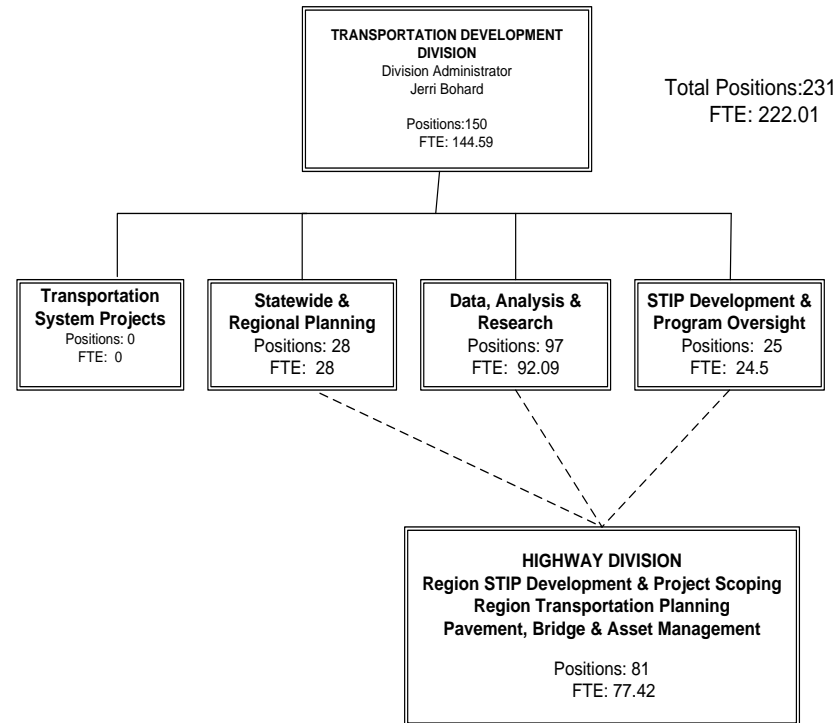 TRANSPORTATION DEVELOPMENT
DIVISION
Division Administrator
Jerri Bohard
Positions:150
FTE: 144.59
Total Positions:231
FTE: 222.01
Transportation
System Projects
Positions: 0
FTE: 0
Statewide &
Regional Planning
Positions: 28
FTE: 28
Data, Analysis &
Research
Positions: 97
FTE: 92.09
STIP Development &
Program Oversight
Positions: 25
FTE: 24.5
HIGHWAY DIVISION
Region STIP Development & Project Scoping
Region Transportation Planning
Pavement, Bridge & Asset Management
Positions: 81
FTE: 77.42